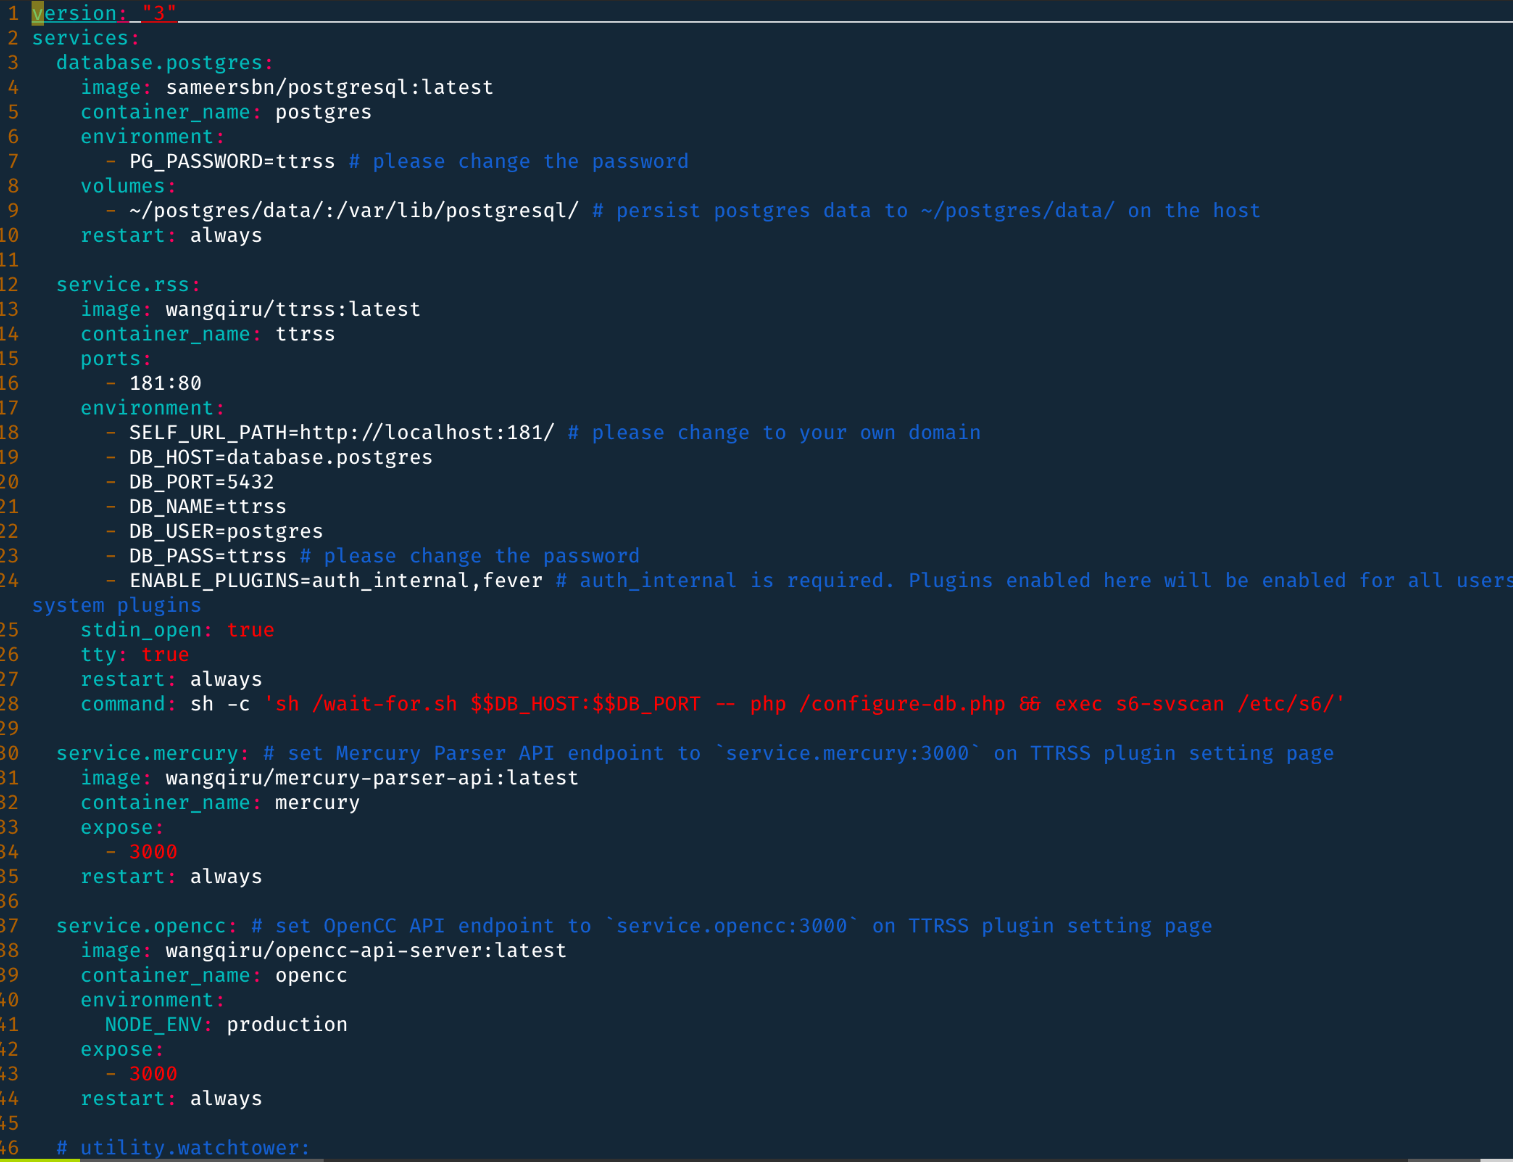 1 version: "3"
2 services:
3   database.postgres:
4     image: sameersbn/postgresql:latest
5     container_name: postgres
6     environment:
7       - PG_PASSWORD=ttrss # please change the password
8     volumes:
9       - ~/postgres/data/:/var/lib/postgresql/ # persist postgres data to ~/postgres/data/ on the host
10     restart: always
11
12   service.rss:
13     image: wangqiru/ttrss:latest
14     container_name: ttrss
15     ports:
16       - 181:80
17     environment:
18       - SELF_URL_PATH=http://localhost:181/ # please change to your own domain
19       - DB_HOST=database.postgres
20       - DB_PORT=5432
21       - DB_NAME=ttrss
22       - DB_USER=postgres
23       - DB_PASS=ttrss # please change the password
24       - ENABLE_PLUGINS=auth_internal,fever # auth_internal is required. Plugins enabled here will be enabled for all users
system plugins
25     stdin_open: true
26     tty: true
27     restart: always
28     command: sh -c 'sh /wait-for.sh $$DB_HOST:$$DB_PORT -- php /configure-db.php && exec s6-svscan /etc/s6/'
29
30   service.mercury: # set Mercury Parser API endpoint to `service.mercury:3000` on TTRSS plugin setting page
31     image: wangqiru/mercury-parser-api:latest
32     container_name: mercury
33     expose:
34       - 3000
35     restart: always
36
37   service.opencc: # set OpenCC API endpoint to `service.opencc:3000` on TTRSS plugin setting page
38     image: wangqiru/opencc-api-server:latest
39     container_name: opencc
40     environment:
41       NODE_ENV: production
42     expose:
43       - 3000
44     restart: always
45
46   # utility.watchtower: